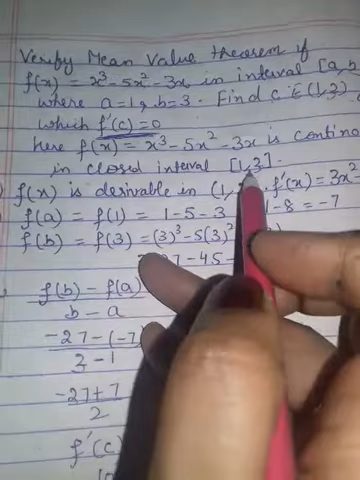 Verify Mean Value theorem if
f(x) = x³ - 5x² - 3x in interval [a, b
where a = 1, b = 3. Find c ∈ (1, 3)
which f'(c) = 0
Here f(x) = x³ - 5x² - 3x is contino
in closed interval [1, 3].
f(x) is derivable in (1, f'(x) = 3x² -
f(a) = f(1) = 1 - 5 - 3 1 - 8 = -7
f(b) = f(3) = (3)³ - 5(3)²
27 - 45 -
f(b) - f(a)
b - a
-27 - (-7)
3 - 1
-27 + 7
2
f'(c)